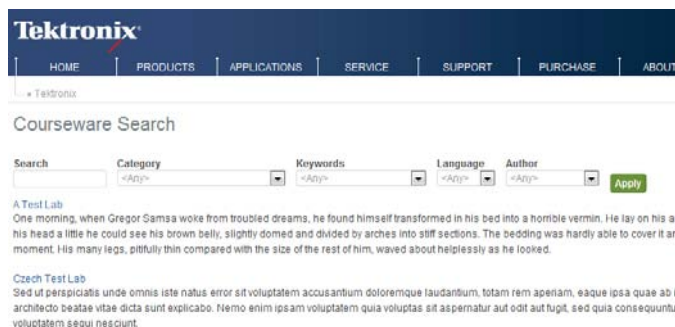 Tektronix
HOME PRODUCTS APPLICATIONS SERVICE SUPPORT PURCHASE ABOUT
Tektronix
Courseware Search
Search Category Keywords Language Author
<Any> <Any> <Any> <Any> Apply
A Test Lab
One morning, when Gregor Samsa woke from troubled dreams, he found himself transformed in his bed into a horrible vermin. He lay on his a
his head a little he could see his brown belly, slightly domed and divided by arches into stiff sections. The bedding was hardly able to cover it ar
moment. His many legs, pitifully thin compared with the size of the rest of him, waved about helplessly as he looked.
Czech Test Lab
Sed ut perspiciatis unde omnis iste natus error sit voluptatem accusantium doloremque laudantium, totam rem aperiam, eaque ipsa quae ab i
architecto beatae vitae dicta sunt explicabo. Nemo enim ipsam voluptatem quia voluptas sit aspernatur aut odit aut fugit, sed quia consequuntu
voluptatem sequi nesciunt.